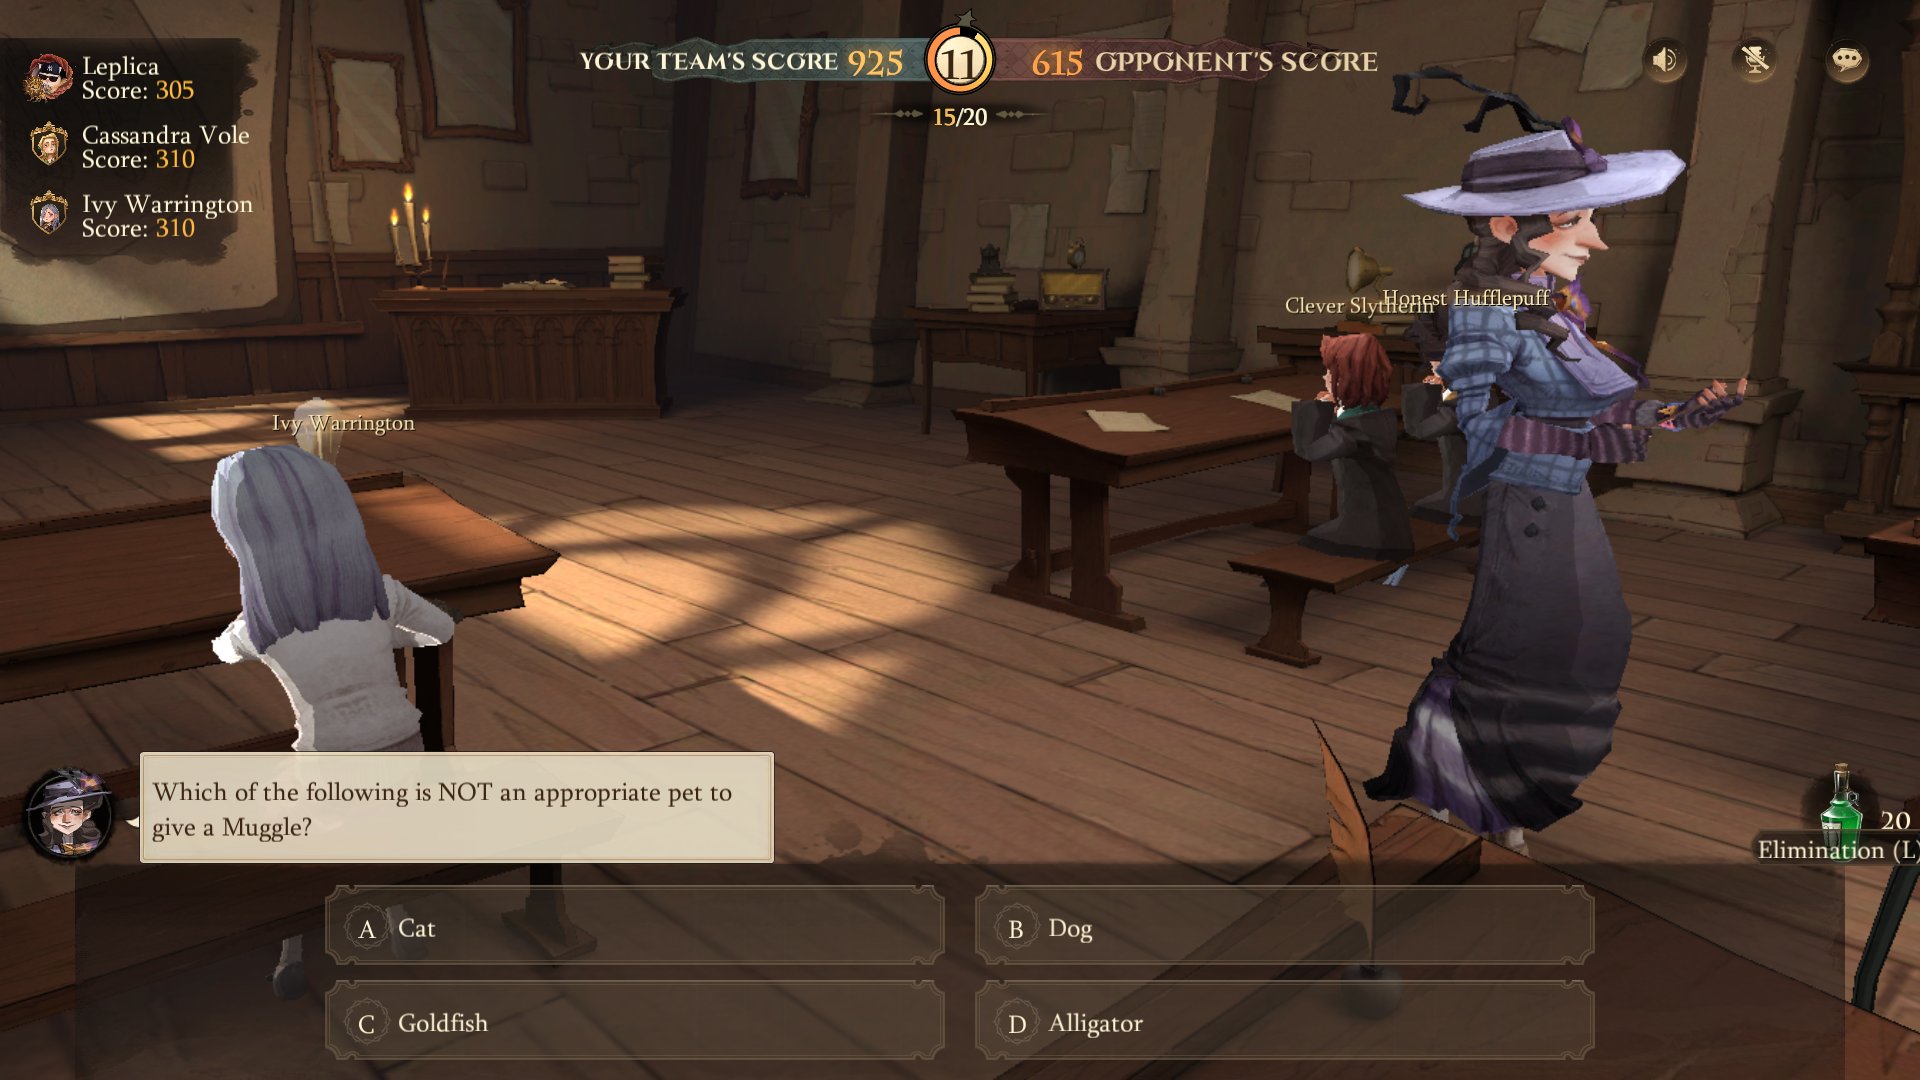 Leplica
Score: 305
Cassandra Vole
Score: 310
Ivy Warrington
Score: 310
YOUR TEAM'S SCORE 925
11
615 OPPONENT'S SCORE
15/20
Clever Slytherin
Honest Hufflepuff
Ivy Warrington
Which of the following is NOT an appropriate pet to
give a Muggle?
20
Elimination (L)
A Cat
B Dog
C Goldfish
D Alligator